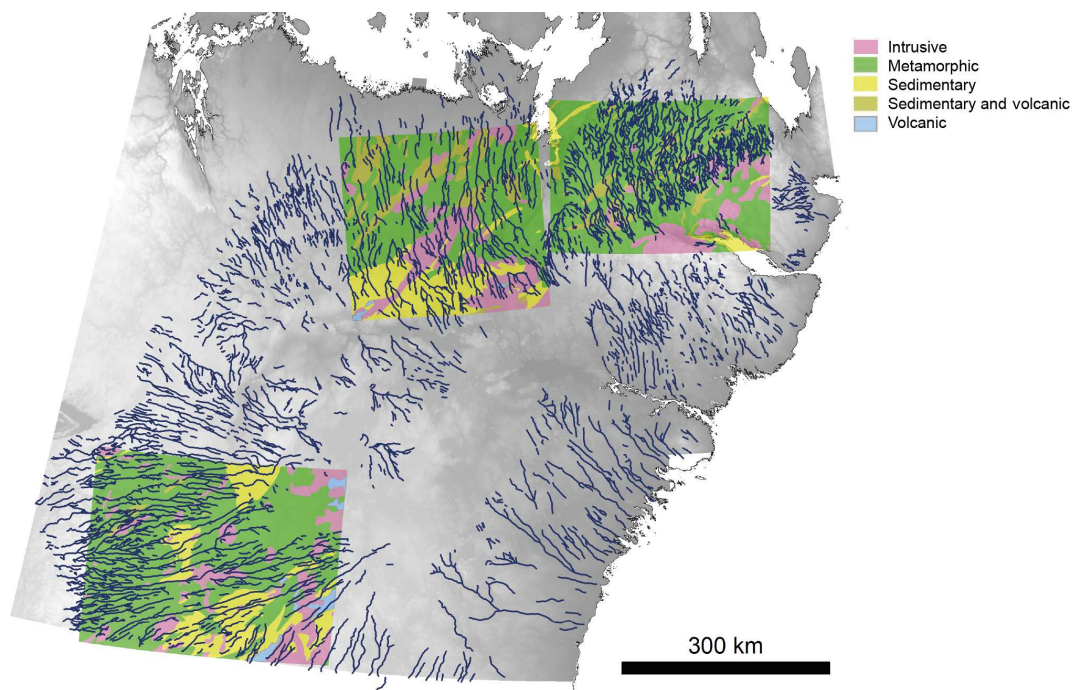 Intrusive
Metamorphic
Sedimentary
Sedimentary and volcanic
Volcanic
300 km